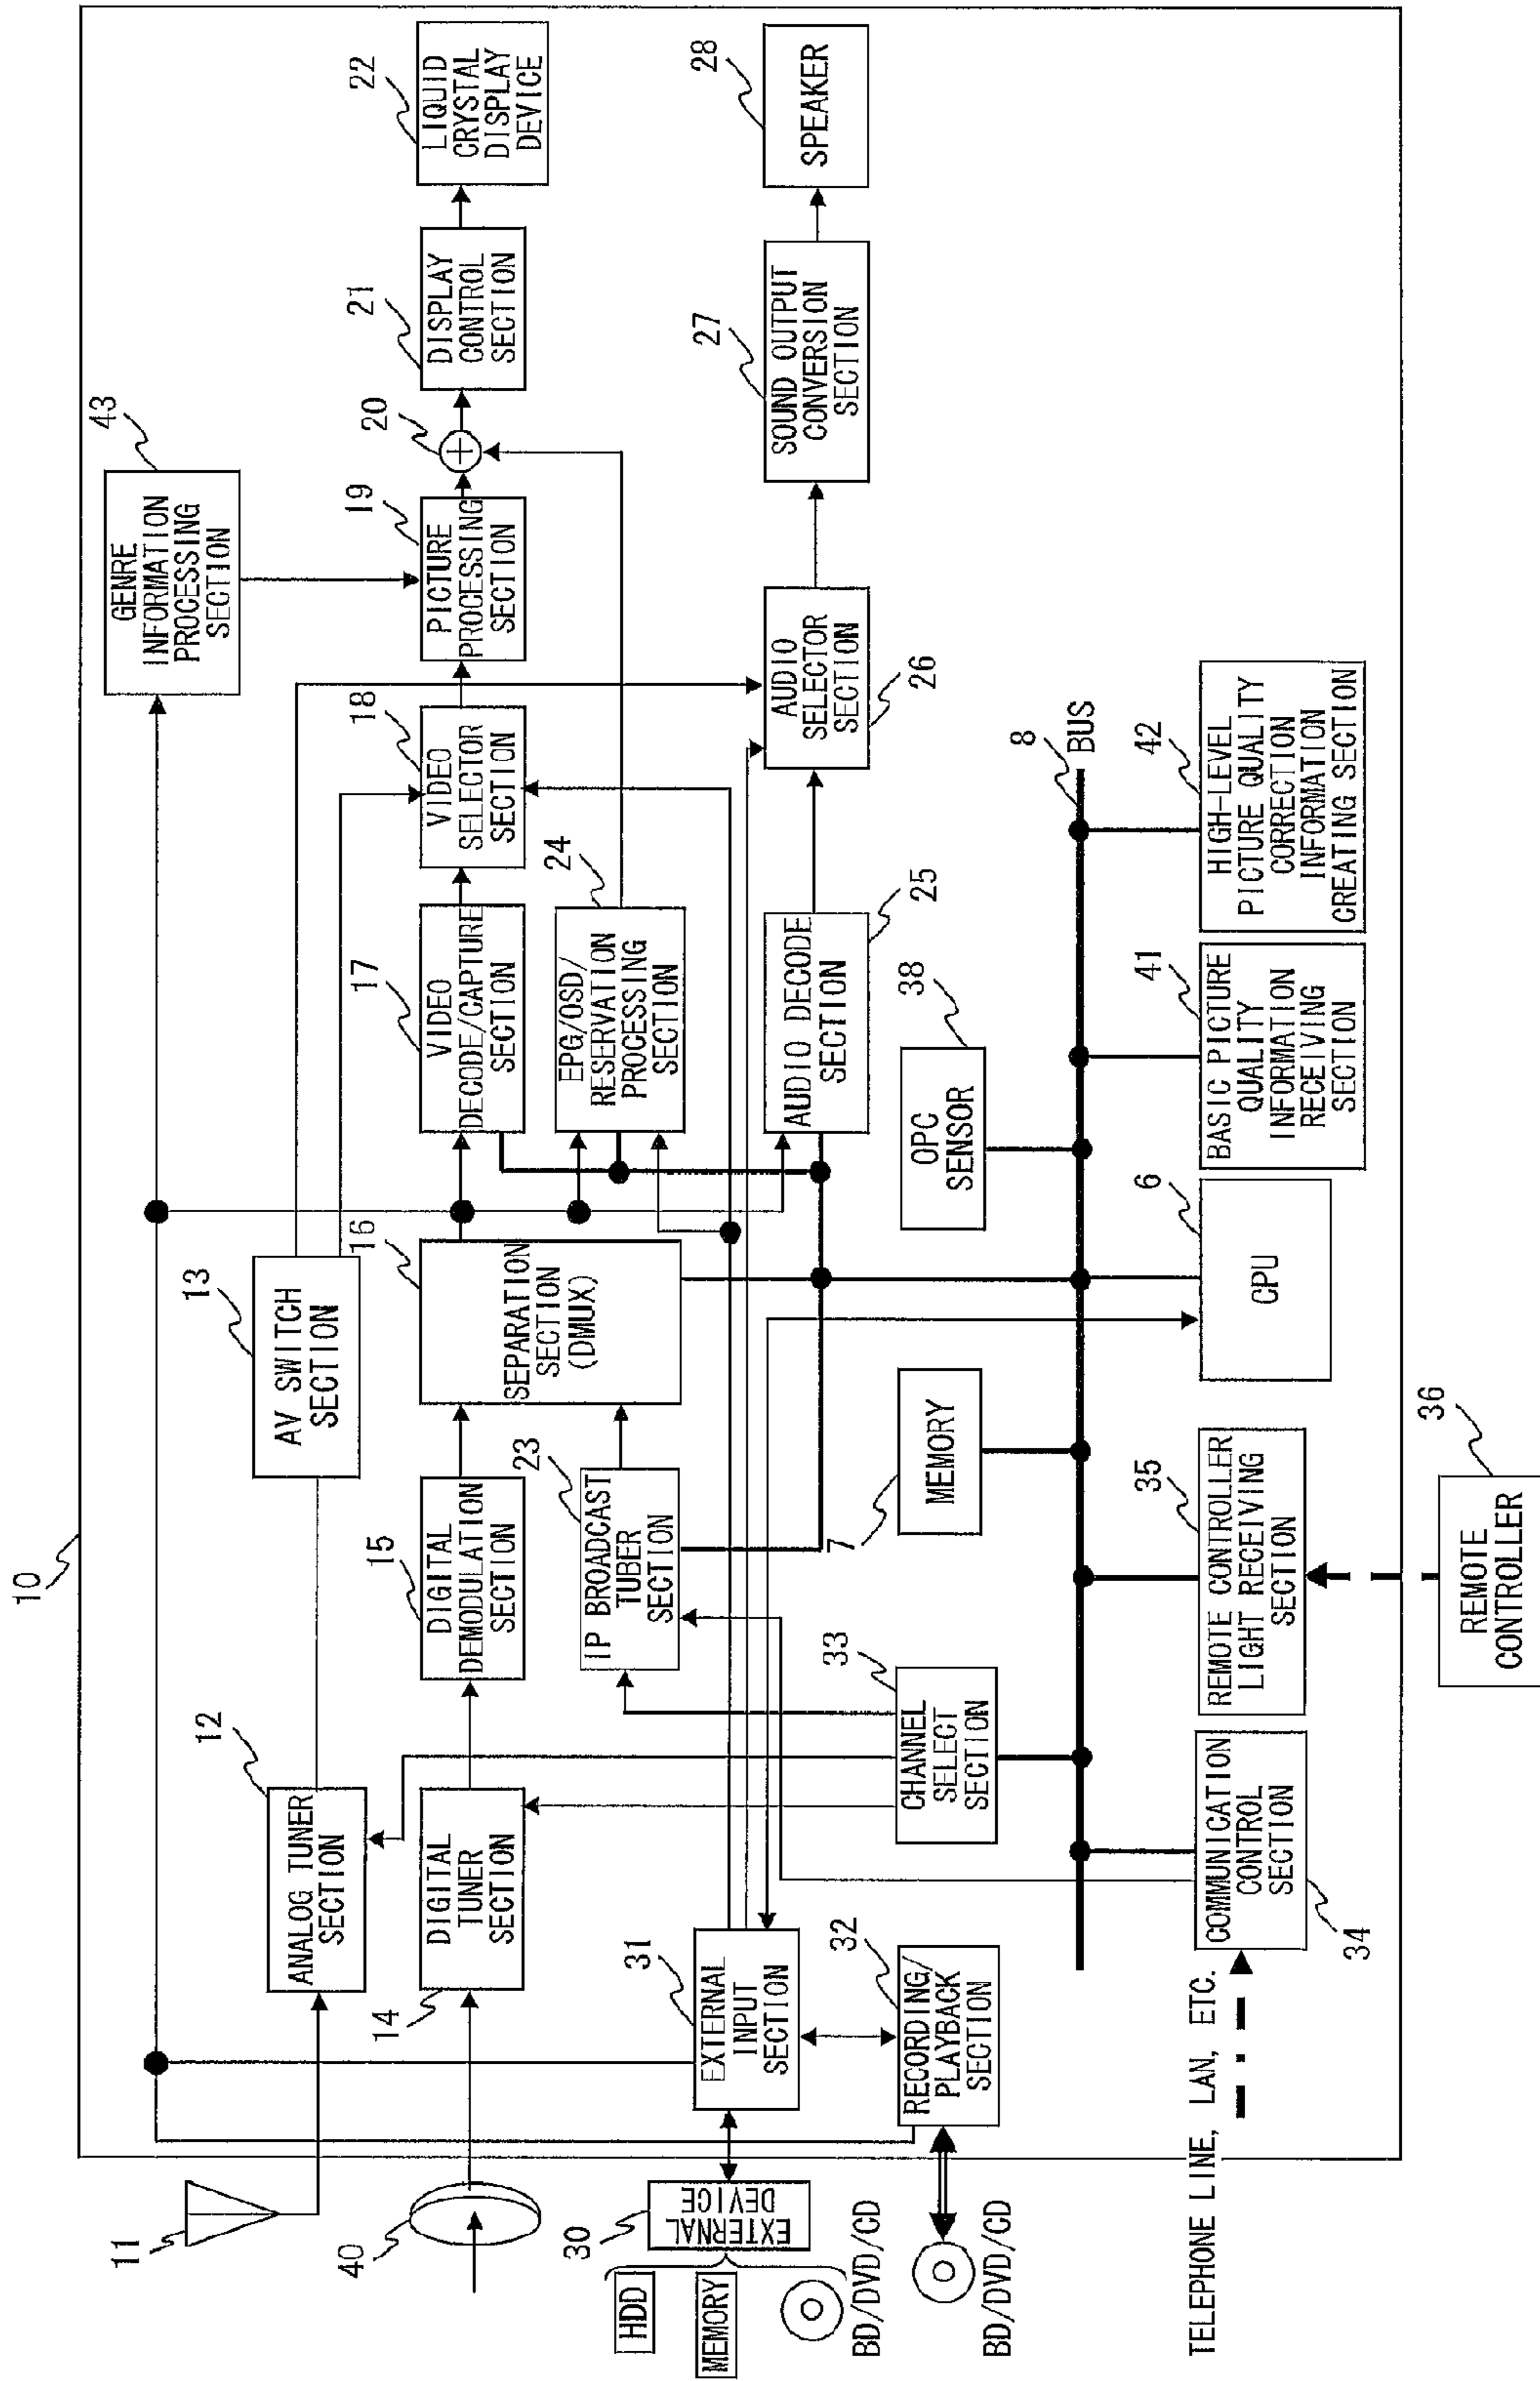 10
11
12
ANALOG TUNER
SECTION
13
AV SWITCH
SECTION
43
GENRE
INFORMATION
PROCESSING
SECTION
40
14
DIGITAL
TUNER
SECTION
15
DIGITAL
DEMODULATION
SECTION
16
SEPARATION
SECTION
(DMUX)
17
VIDEO
DECODE/CAPTURE
SECTION
18
VIDEO
SELECTOR
SECTION
19
PICTURE
PROCESSING
SECTION
20
21
DISPLAY
CONTROL
SECTION
22
LIQUID
CRYSTAL
DISPLAY
DEVICE
23
IP BROADCAST
TUBER
SECTION
24
EPG/OSD/
RESERVATION
PROCESSING
SECTION
30
EXTERNAL
DEVICE
HDD
MEMORY
BD/DVD/CD
31
EXTERNAL
INPUT
SECTION
25
AUDIO DECODE
SECTION
26
AUDIO
SELECTOR
SECTION
27
SOUND OUTPUT
CONVERSION
SECTION
28
SPEAKER
BD/DVD/CD
32
RECORDING/
PLAYBACK
SECTION
33
CHANNEL
SELECT
SECTION
7
MEMORY
38
OPC
SENSOR
8
BUS
TELEPHONE LINE, LAN, ETC.
34
COMMUNICATION
CONTROL
SECTION
35
REMOTE CONTROLLER
LIGHT RECEIVING
SECTION
6
CPU
41
BASIC PICTURE
QUALITY
INFORMATION
RECEIVING
SECTION
42
HIGH-LEVEL
PICTURE QUALITY
CORRECTION
INFORMATION
CREATING SECTION
36
REMOTE
CONTROLLER